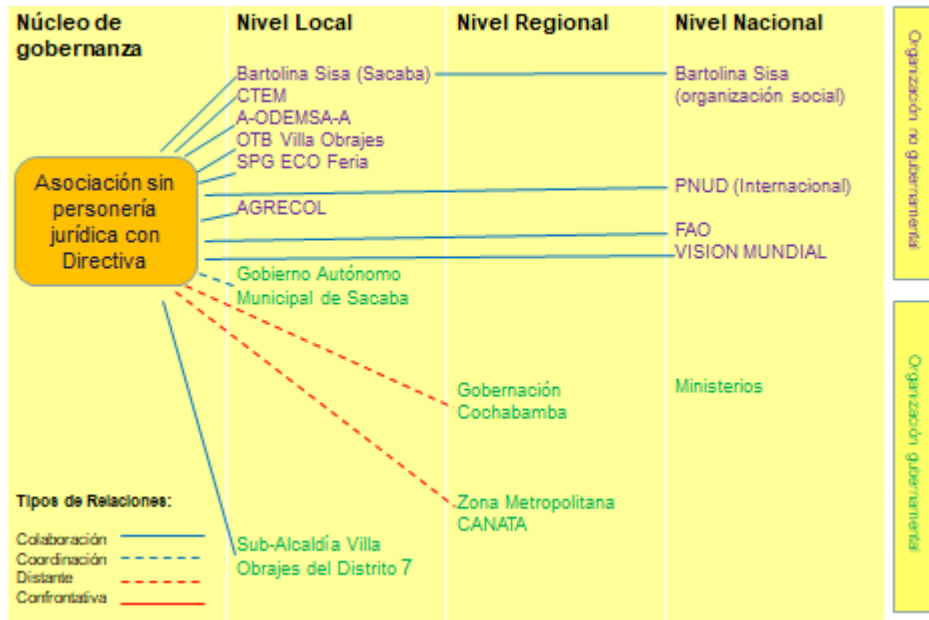 Núcleo de
gobernanza
Nivel Local
Nivel Regional
Nivel Nacional
Bartolina Sisa (Sacaba)
CTEM
A-ODEMSA-A
OTB Villa Obrajes
SPG ECO Feria
Bartolina Sisa
(organización social)
Asociación sin
personería
jurídica con
Directiva
PNUD (Internacional)
AGRECOL
FAO
VISION MUNDIAL
Gobierno Autónomo
Municipal de Sacaba
Gobernación
Cochabamba
Ministerios
Zona Metropolitana
CANATA
Sub-Alcaldía Villa
Obrajes del Distrito 7
Tipos de Relaciones:
Colaboración
Coordinación
Distante
Confrontativa
Organización no gubernamental
Organización gubernamental